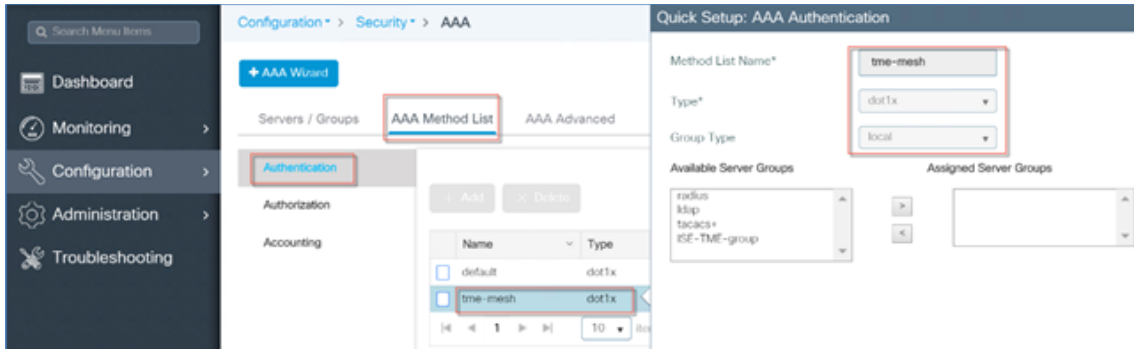 Search Menu Items
Dashboard
Monitoring
Configuration
Administration
Troubleshooting
Configuration > Security > AAA
+ AAA Wizard
Servers / Groups
AAA Method List
AAA Advanced
Authentication
Authorization
Accounting
+ Add
× Delete
Name
Type
default
dot1x
tme-mesh
dot1x
1
10
Quick Setup: AAA Authentication
Method List Name*
tme-mesh
Type*
dot1x
Group Type
local
Available Server Groups
Assigned Server Groups
radius
ldap
tacacs+
ISE-TME-group
>
<